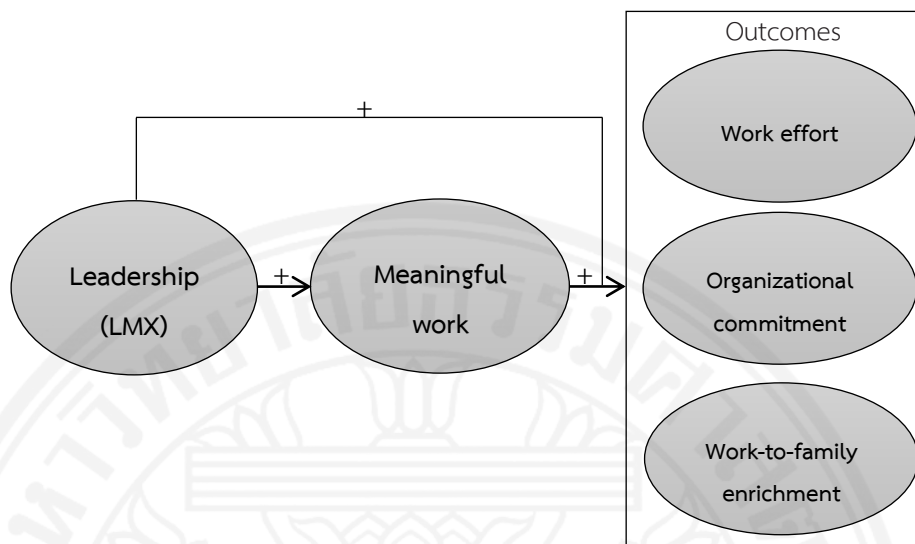 Outcomes
+
Work effort
Leadership
(LMX)
+
Meaningful
work
+
Organizational
commitment
Work-to-family
enrichment